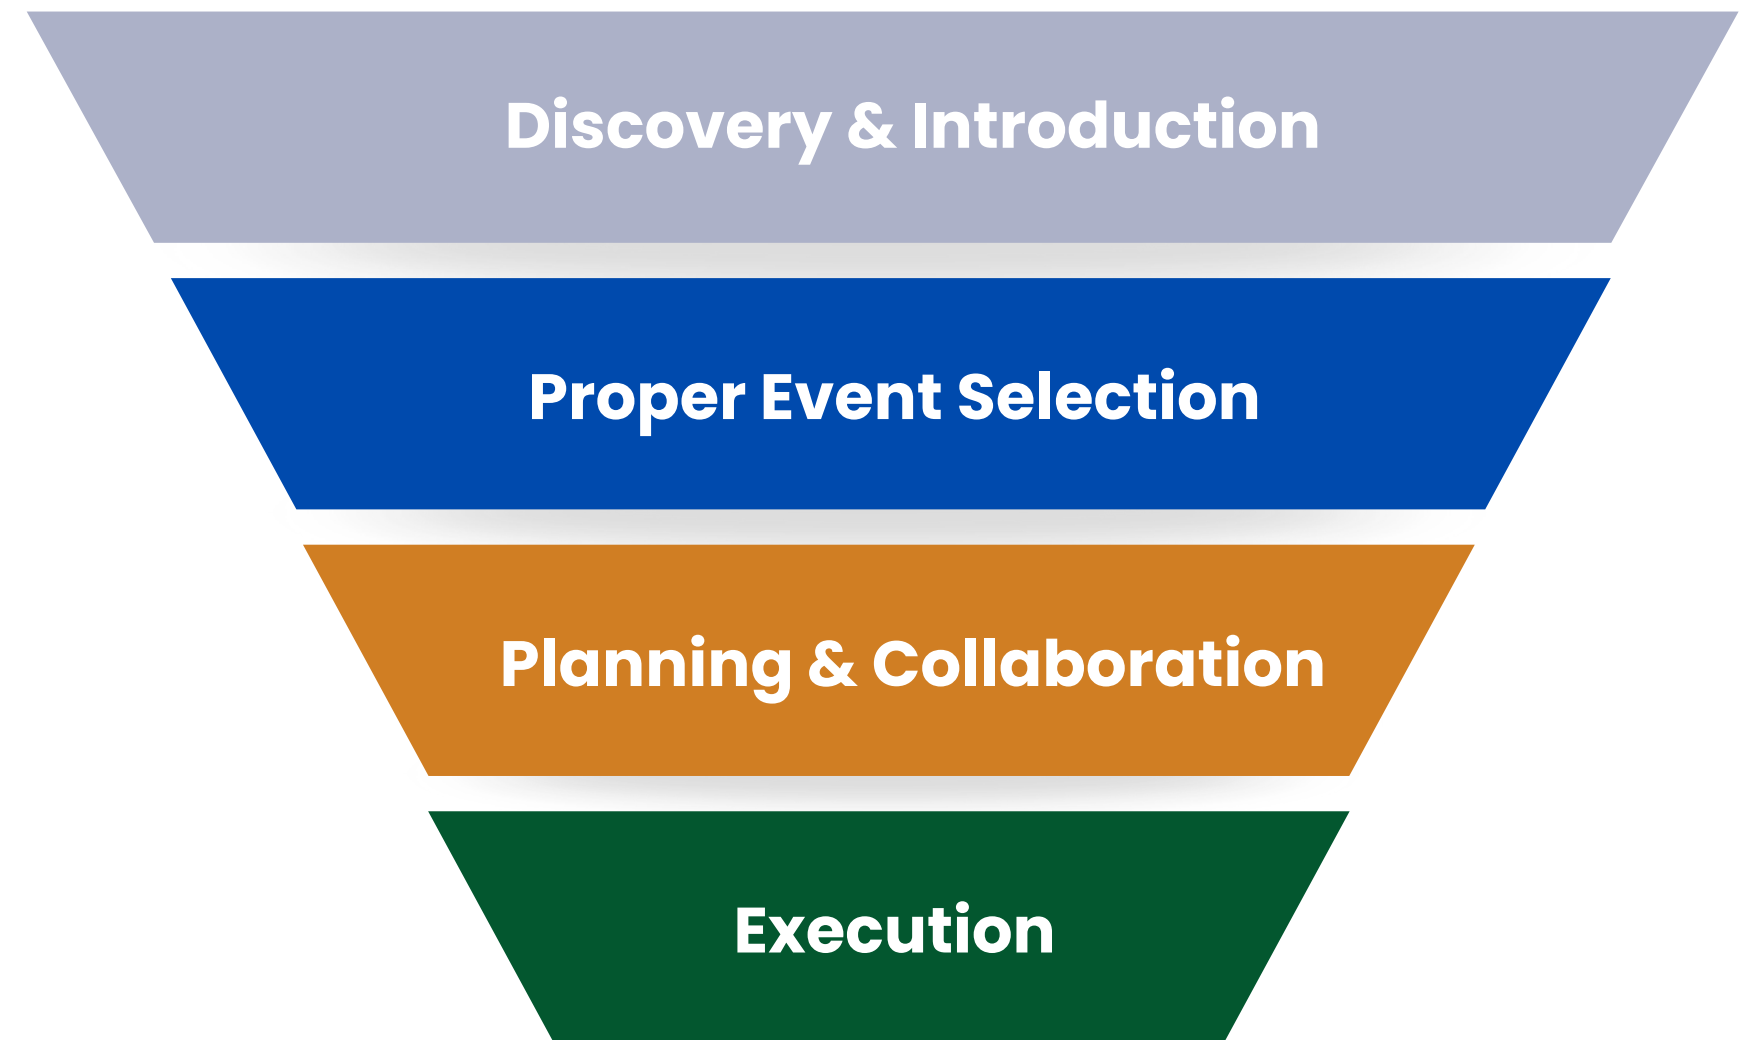 Discovery & Introduction
Proper Event Selection
Planning & Collaboration
Execution